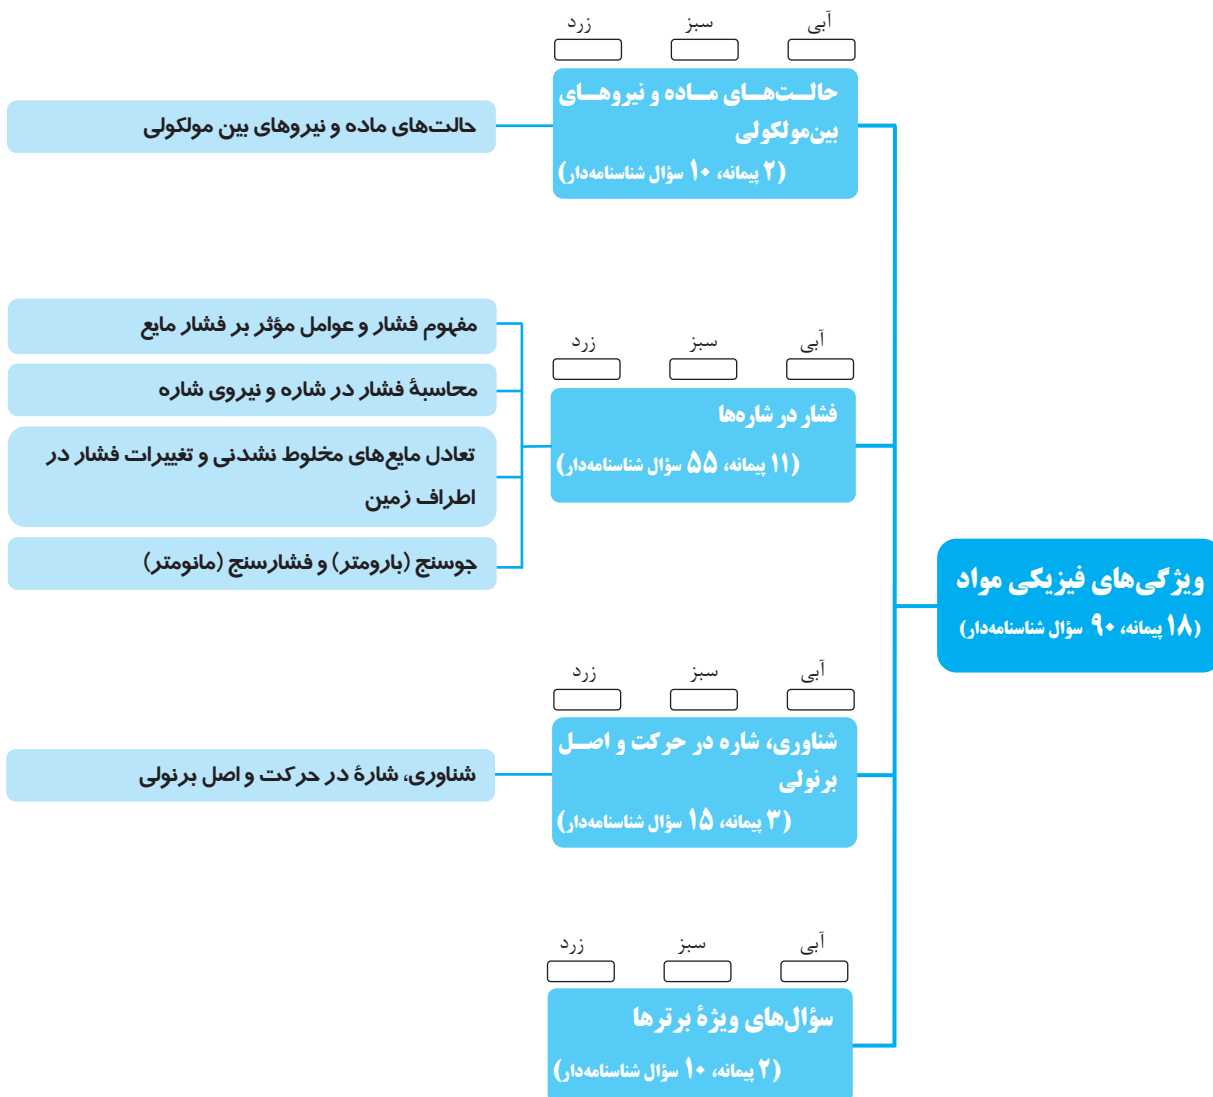 آبی سبز زرد
حالت‌های ماده و نیروهای
بین‌مولکولی
(۲ پیمانه، ۱۰ سؤال شناسنامه‌دار)
حالت‌های ماده و نیروهای بین مولکولی
آبی سبز زرد
فشار در شاره‌ها
(۱۱ پیمانه، ۵۵ سؤال شناسنامه‌دار)
مفهوم فشار و عوامل مؤثر بر فشار مایع
محاسبهٔ فشار در شاره و نیروی شاره
تعادل مایع‌های مخلوط نشدنی و تغییرات فشار در
اطراف زمین
جوسنج (بارومتر) و فشارسنج (مانومتر)
ویژگی‌های فیزیکی مواد
(۱۸ پیمانه، ۹۰ سؤال شناسنامه‌دار)
آبی سبز زرد
شناوری، شاره در حرکت و اصل
برنولی
(۳ پیمانه، ۱۵ سؤال شناسنامه‌دار)
شناوری، شارهٔ در حرکت و اصل برنولی
آبی سبز زرد
سؤال‌های ویژهٔ برترها
(۲ پیمانه، ۱۰ سؤال شناسنامه‌دار)